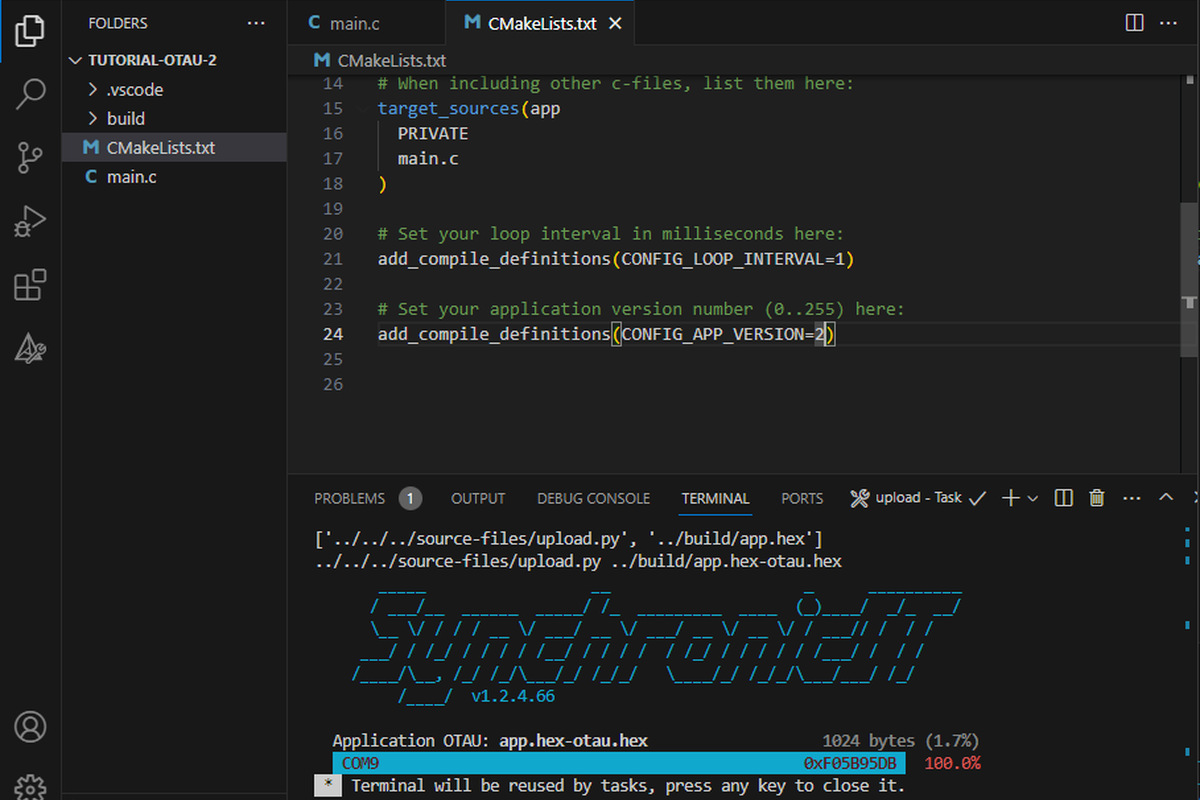 FOLDERS
main.c
CMakeLists.txt
TUTORIAL-OTAU-2
.vscode
build
CMakeLists.txt
main.c
CMakeLists.txt
14 # When including other c-files, list them here:
15 target_sources(app
16 PRIVATE
17 main.c
18 )
19
20 # Set your loop interval in milliseconds here:
21 add_compile_definitions(CONFIG_LOOP_INTERVAL=1)
22
23 # Set your application version number (0..255) here:
24 add_compile_definitions(CONFIG_APP_VERSION=2)
25
26
PROBLEMS 1 OUTPUT DEBUG CONSOLE TERMINAL PORTS upload - Task
['../../../source-files/upload.py', '../build/app.hex']
../../../source-files/upload.py ../build/app.hex-otau.hex
SynchronicIT
v1.2.4.66
Application OTAU: app.hex-otau.hex 1024 bytes (1.7%)
COM9 0xF05B95DB 100.0%
* Terminal will be reused by tasks, press any key to close it.